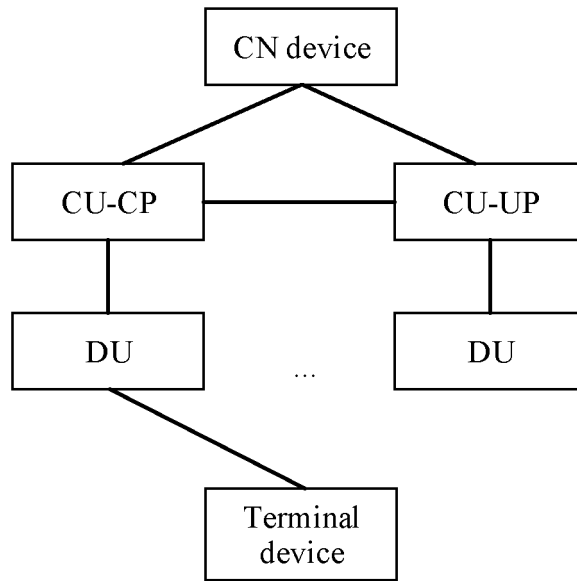 CN device
CU-CP
CU-UP
DU
...
DU
Terminal
device